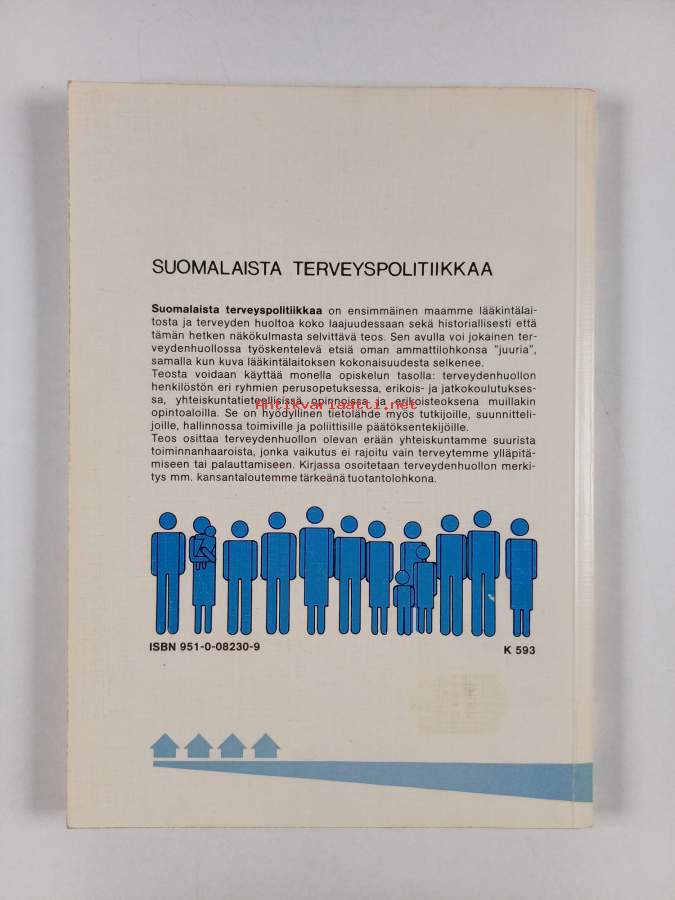 SUOMALAISTA TERVEYSPOLITIIKKAA
Suomalaista terveyspolitiikkaa on ensimmäinen maamme lääkintälai-
tosta ja terveyden huoltoa koko laajuudessaan sekä historiallisesti että
tämän hetken näkökulmasta selvittävä teos. Sen avulla voi jokainen ter-
veydenhuollossa työskentelevä etsiä oman ammattilohkonsa "juuria",
samalla kun kuva lääkintälaitoksen kokonaisuudesta selkenee.
Teosta voidaan käyttää monella opiskelun tasolla: terveydenhuollon
henkilöstön eri ryhmien perusopetuksessa, erikois- ja jatkokoulutukses-
sa, yhteiskuntatieteellisissä opinnoissa ja erikoisteoksena muillakin
Antikvariaatti.net
opintoaloilla. Se on hyödyllinen tietolähde myös tutkijoille, suunnitteli-
joille, hallinnossa toimiville ja poliittisille päätöksentekijöille.
Teos osittaa terveydenhuollon olevan erään yhteiskuntamme suurista
toiminnanhaaroista, jonka vaikutus ei rajoitu vain terveytemme ylläpitä-
miseen tai palauttamiseen. Kirjassa osoitetaan terveydenhuollon merki-
tys mm. kansantaloutemme tärkeänä tuotantolohkona.
ISBN 951-0-08230-9
K 593